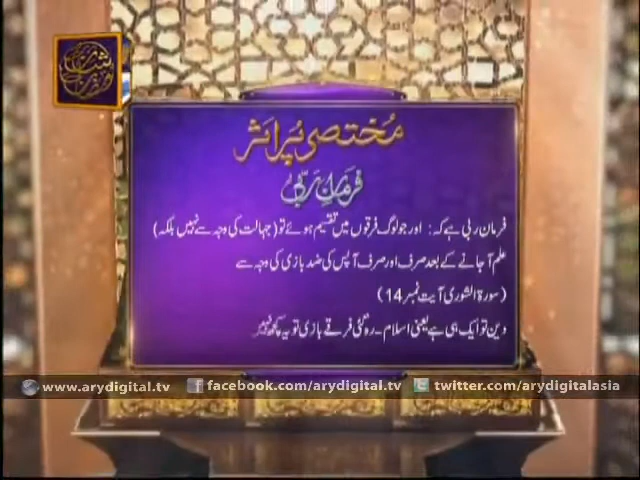 مختصر پُر اثر
فرمانِ ربّی
فرمان ربی ہے کہ: اور جو لوگ فرقوں میں تقسیم ہوئے تو (جہالت کی وجہ سے نہیں بلکہ)
علم آ جانے کے بعد صرف اور صرف آپس کی ضد بازی کی وجہ سے
(سورۃ الشوری آیت نمبر 14)
دین تو ایک ہی ہے یعنی اسلام - رہ گئی فرقے بازی تو یہ کچھ نہیں
www.arydigital.tv facebook.com/arydigital.tv twitter.com/arydigitalasia